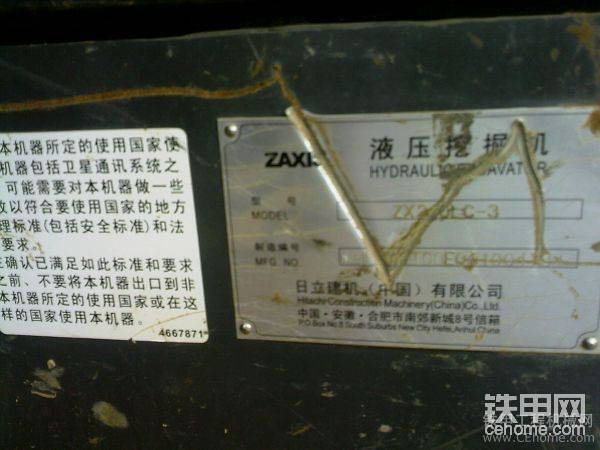 本机器所定的使用国家使
机器包括卫星通讯系统之
可能需要对本机器做一些
改以符合要使用国家的地方
理标准(包括安全标准)和法
要求。
在确认已满足如此标准和要求
之前、不要将本机器出口到非
本机器所定的使用国家或在这
样的国家使用本机器。
4667871
ZAXIS
液压挖掘机
HYDRAULIC EXCAVATOR
型号
MODEL
LC-3
制造编号
MFG NO
日立建机(中国)有限公司
Hitachi Construction Machinery(China)Co.,Ltd.
中国·安徽·合肥市南郊新城8号信箱
P.O.Box No.8 South Suburbs New City Hefei,Anhui China
铁甲网
cehome.com
www.CEhome.com